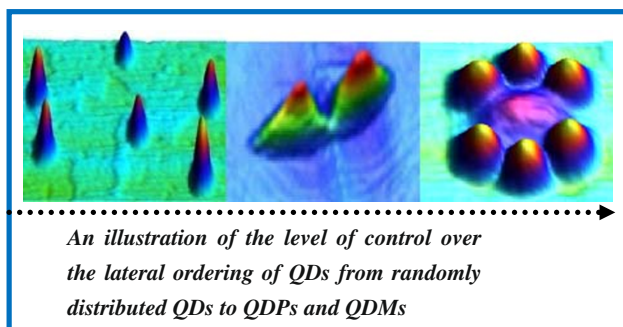 An illustration of the level of control over
the lateral ordering of QDs from randomly
distributed QDs to QDPs and QDMs